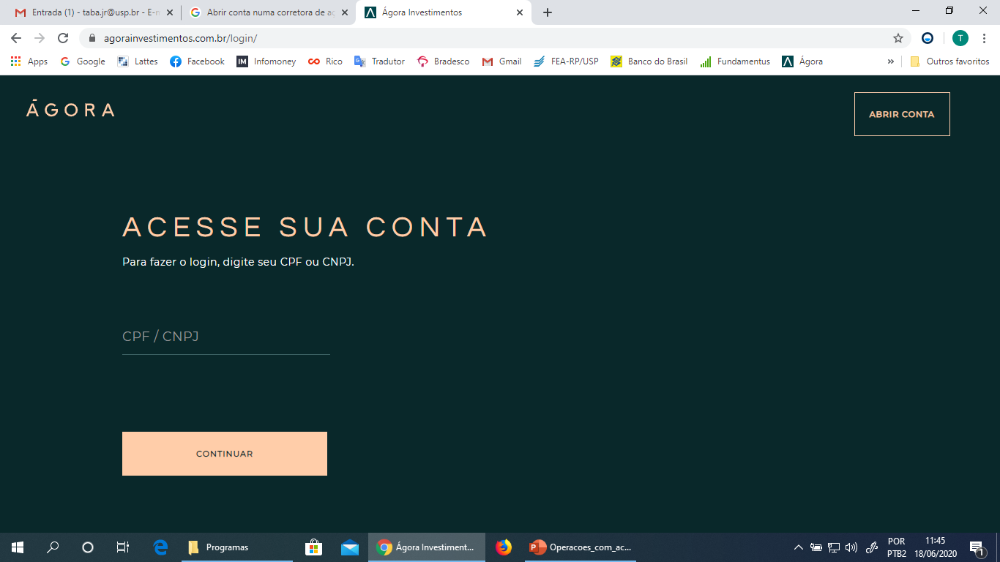 Entrada (1) - taba.jr@usp.br - E-m
Abrir conta numa corretora de aç
Ágora Investimentos
agorainvestimentos.com.br/login/
T
Apps
Google
Lattes
Facebook
IM Infomoney
Rico
Tradutor
Bradesco
Gmail
FEA-RP/USP
Banco do Brasil
Fundamentus
Ágora
»
Outros favoritos
ÁGORA
ABRIR CONTA
ACESSE SUA CONTA
Para fazer o login, digite seu CPF ou CNPJ.
CPF / CNPJ
CONTINUAR
Programas
Ágora Investiment...
Operacoes_com_ac...
POR
PTB2
11:45
18/06/2020
1